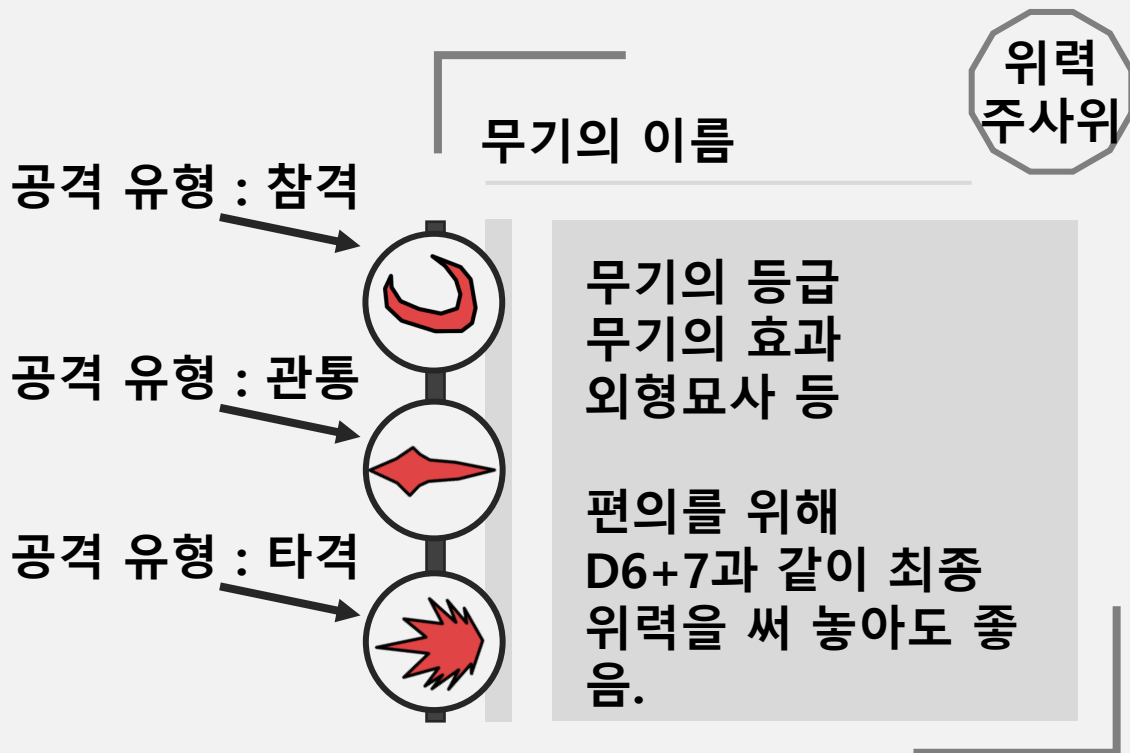 위력
주사위
무기의 이름
공격 유형 : 참격
공격 유형 : 관통
공격 유형 : 타격
무기의 등급
무기의 효과
외형묘사 등
편의를 위해
D6+7과 같이 최종
위력을 써 놓아도 좋
음.